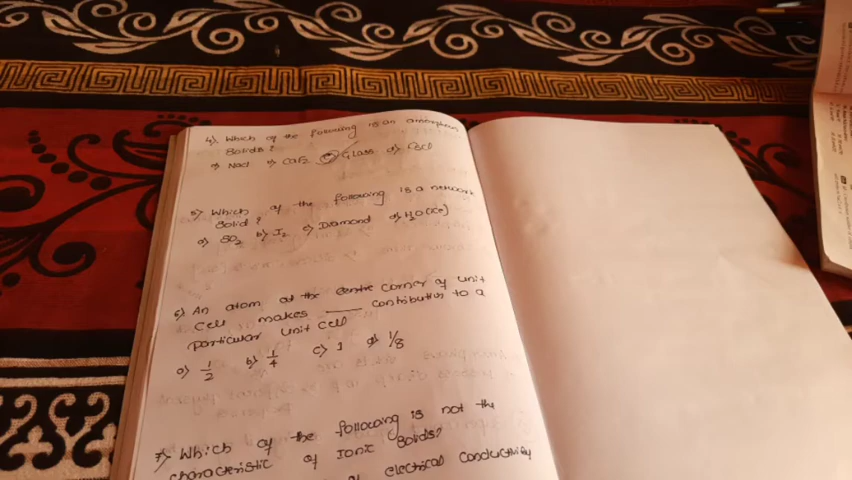 4) Which of the following is an amorphous
solids?
a) Nacl b) CaF2 c) Glass d) CsCl
5) Which of the following is a network
solid?
a) SO2 b) I2 c) Diamond d) H2O (Ice)
6) An atom at the centre corner of unit
cell makes ____ contribution to a
particular unit cell
a) 1/2 b) 1/4 c) 1 d) 1/8
7) Which of the following is not the
characteristic of Ionic solids?
electrical conductivity